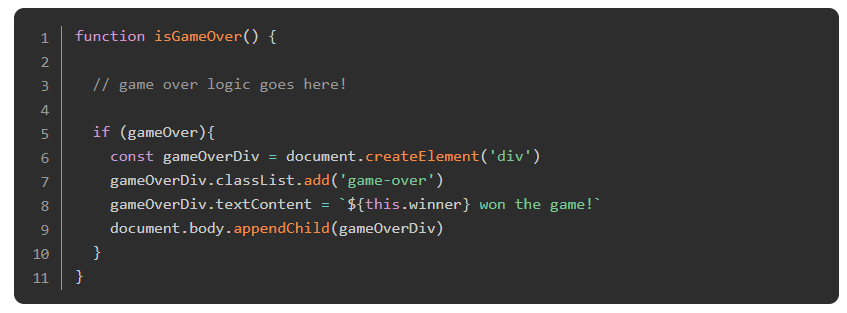 1 function isGameOver() {
2
3   // game over logic goes here!
4
5   if (gameOver){
6     const gameOverDiv = document.createElement('div')
7     gameOverDiv.classList.add('game-over')
8     gameOverDiv.textContent = `${this.winner} won the game!`
9     document.body.appendChild(gameOverDiv)
10   }
11 }